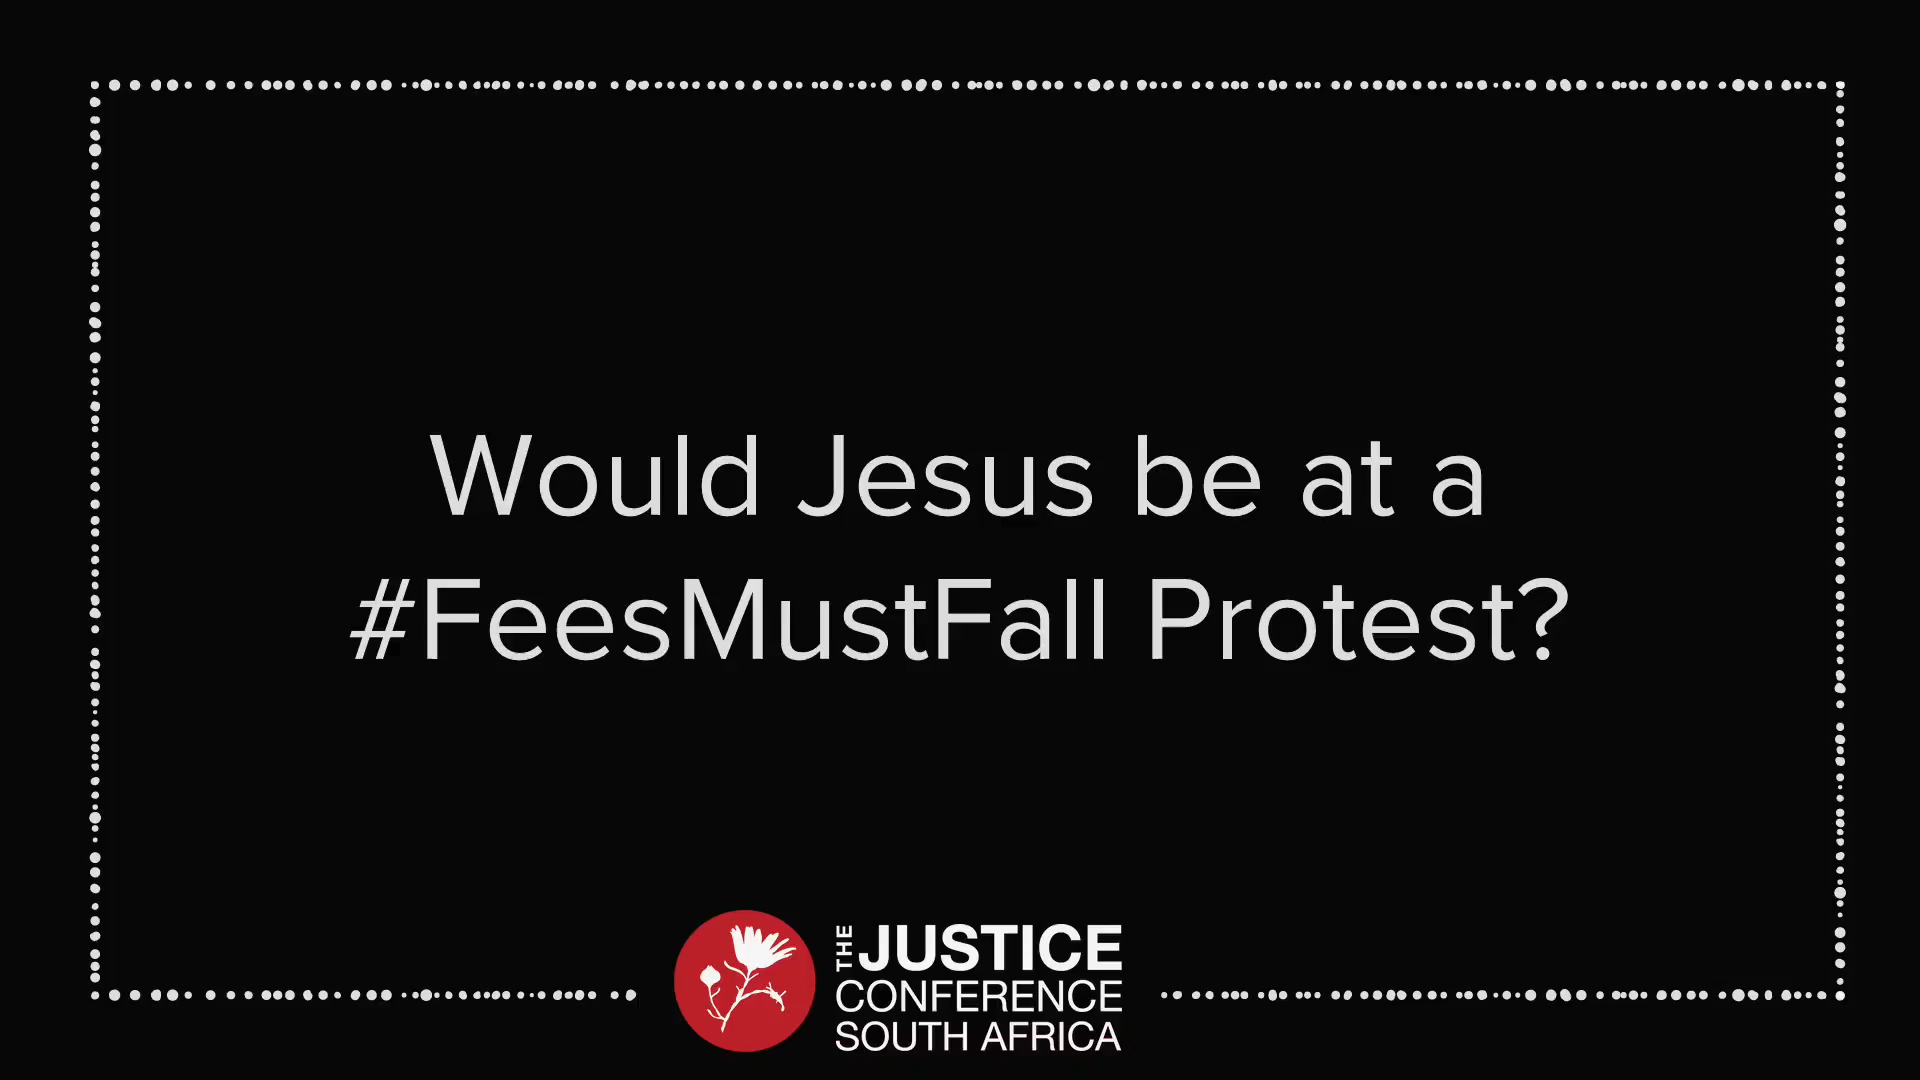 Would Jesus be at a
#FeesMustFall Protest?
THE JUSTICE
CONFERENCE
SOUTH AFRICA